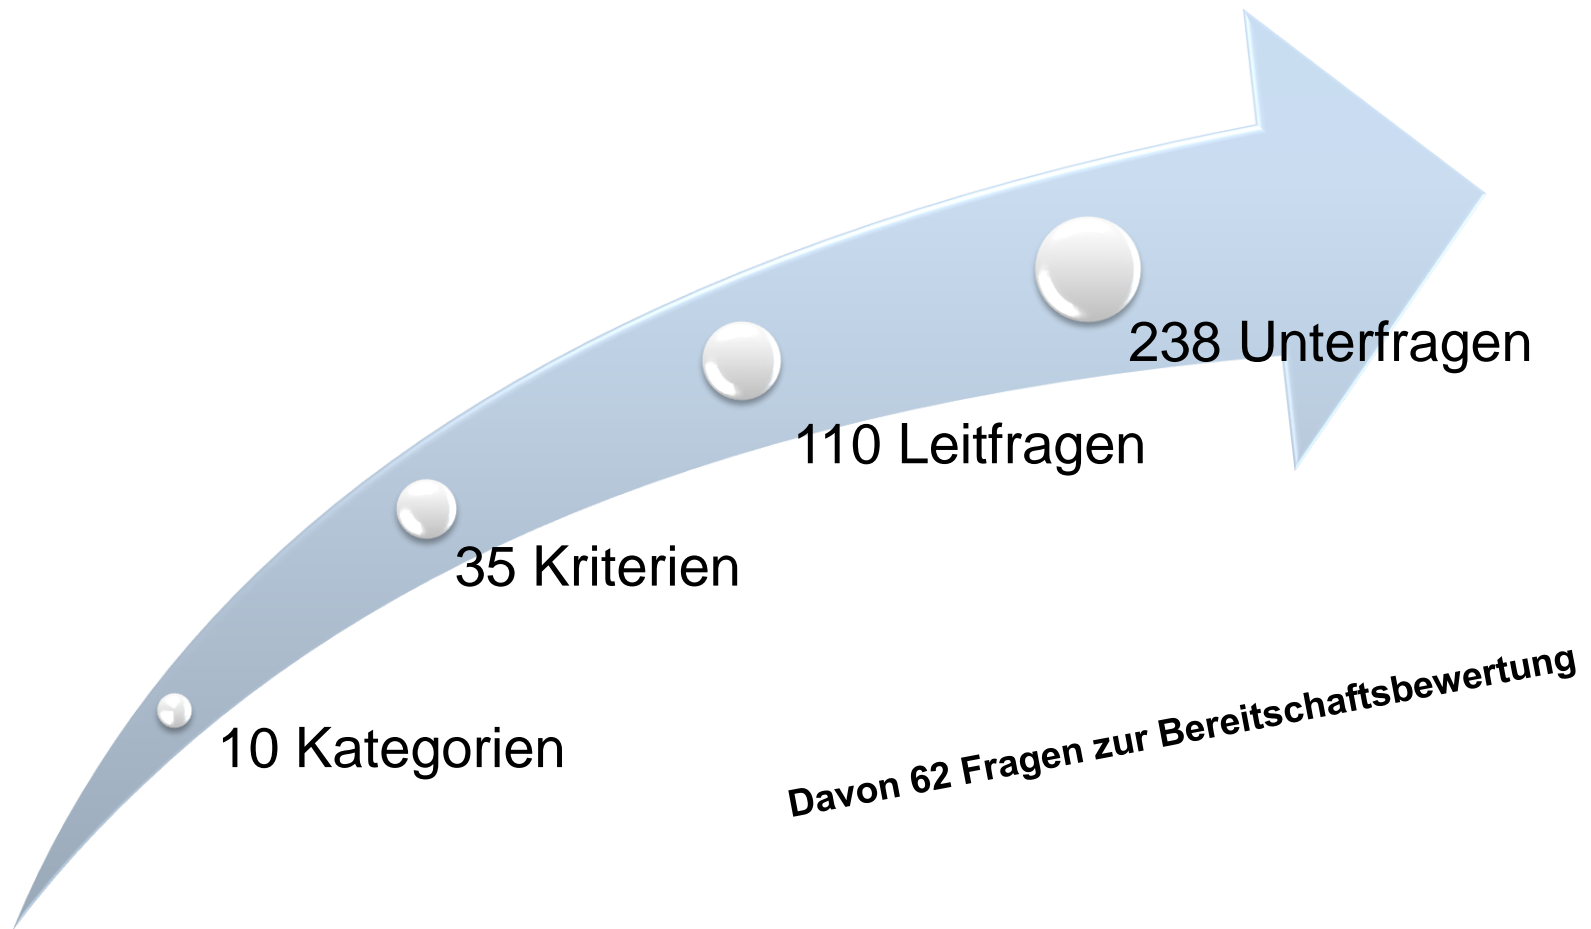 238 Unterfragen
110 Leitfragen
35 Kriterien
10 Kategorien
Davon 62 Fragen zur Bereitschaftsbewertung